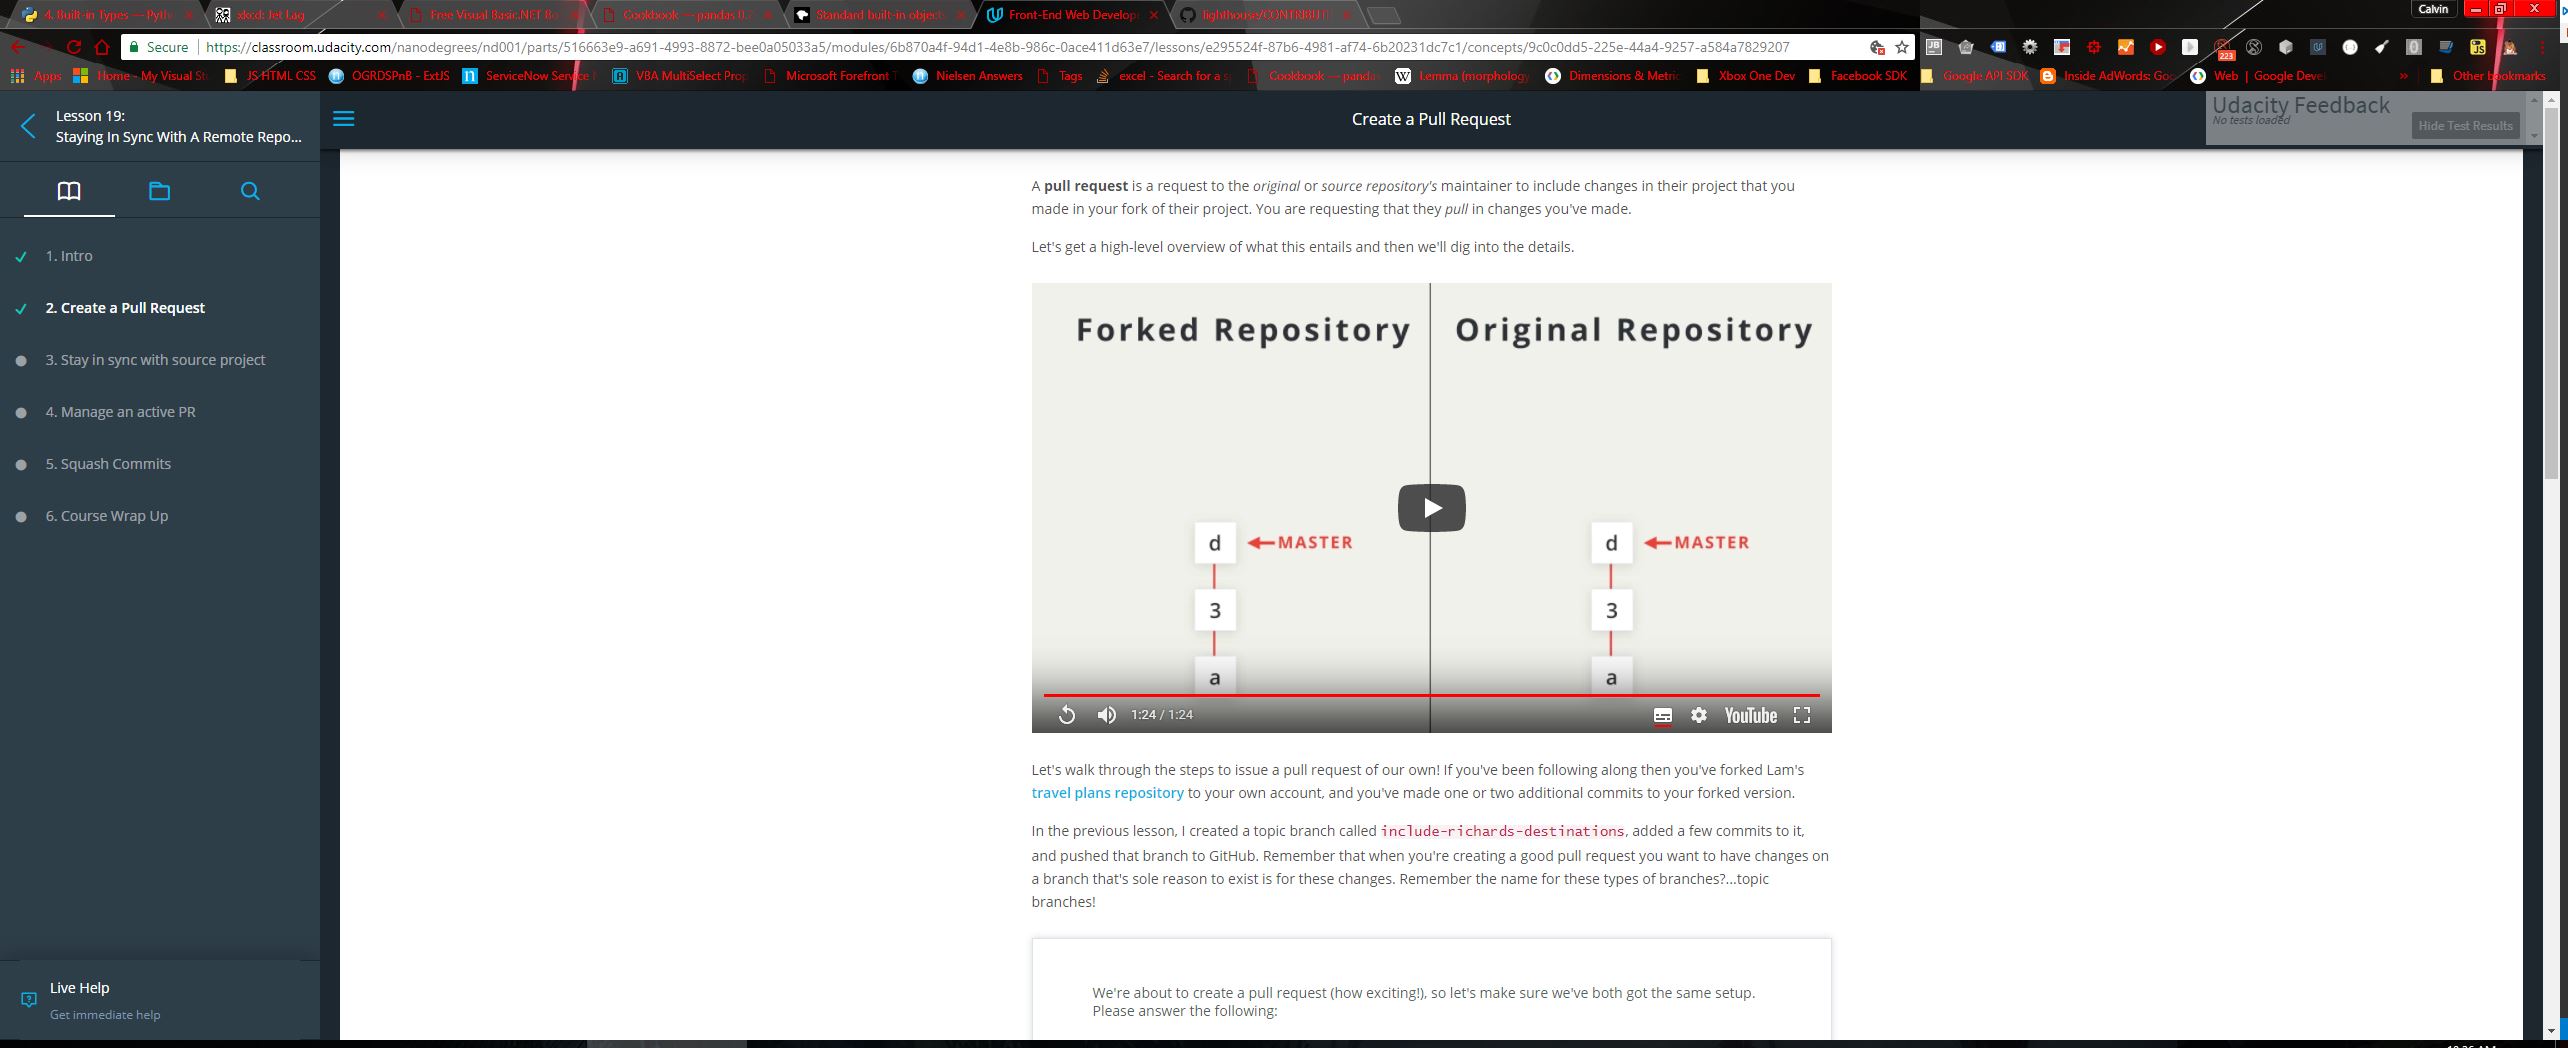 4. Built-in Types — Pyth
xkcd: Jet Lag
Free Visual Basic.NET Bo
Cookbook — pandas 0.
Standard built-in objects
Front-End Web Develop
lighthouse/CONTRIBUT
Calvin
Secure
https://classroom.udacity.com/nanodegrees/nd001/parts/516663e9-a691-4993-8872-bee0a05033a5/modules/6b870a4f-94d1-4e8b-986c-0ace411d63e7/lessons/e295524f-87b6-4981-af74-6b20231dc7c1/concepts/9c0c0dd5-225e-44a4-9257-a584a7829207
223
Apps
Home - My Visual St
JS HTML CSS
OGRDSPnB - ExtJS
ServiceNow Service
VBA MultiSelect Prop
Microsoft Forefront T
Nielsen Answers
Tags
excel - Search for a s
Cookbook — pandas
Lemma (morphology
Dimensions & Metric
Xbox One Dev
Facebook SDK
Google API SDK
Inside AdWords: Goo
Web | Google Deve
»
Other bookmarks
Lesson 19:
Staying In Sync With A Remote Repo...
Create a Pull Request
Udacity Feedback
No tests loaded
Hide Test Results
1. Intro
2. Create a Pull Request
3. Stay in sync with source project
4. Manage an active PR
5. Squash Commits
6. Course Wrap Up
Live Help
Get immediate help
A pull request is a request to the original or source repository's maintainer to include changes in their project that you
made in your fork of their project. You are requesting that they pull in changes you've made.
Let's get a high-level overview of what this entails and then we'll dig into the details.
Forked Repository
Original Repository
d
MASTER
3
a
d
MASTER
3
a
1:24 / 1:24
YouTube
Let's walk through the steps to issue a pull request of our own! If you've been following along then you've forked Lam's
travel plans repository to your own account, and you've made one or two additional commits to your forked version.
In the previous lesson, I created a topic branch called include-richards-destinations, added a few commits to it,
and pushed that branch to GitHub. Remember that when you're creating a good pull request you want to have changes on
a branch that's sole reason to exist is for these changes. Remember the name for these types of branches?...topic
branches!
We're about to create a pull request (how exciting!), so let's make sure we've both got the same setup.
Please answer the following: